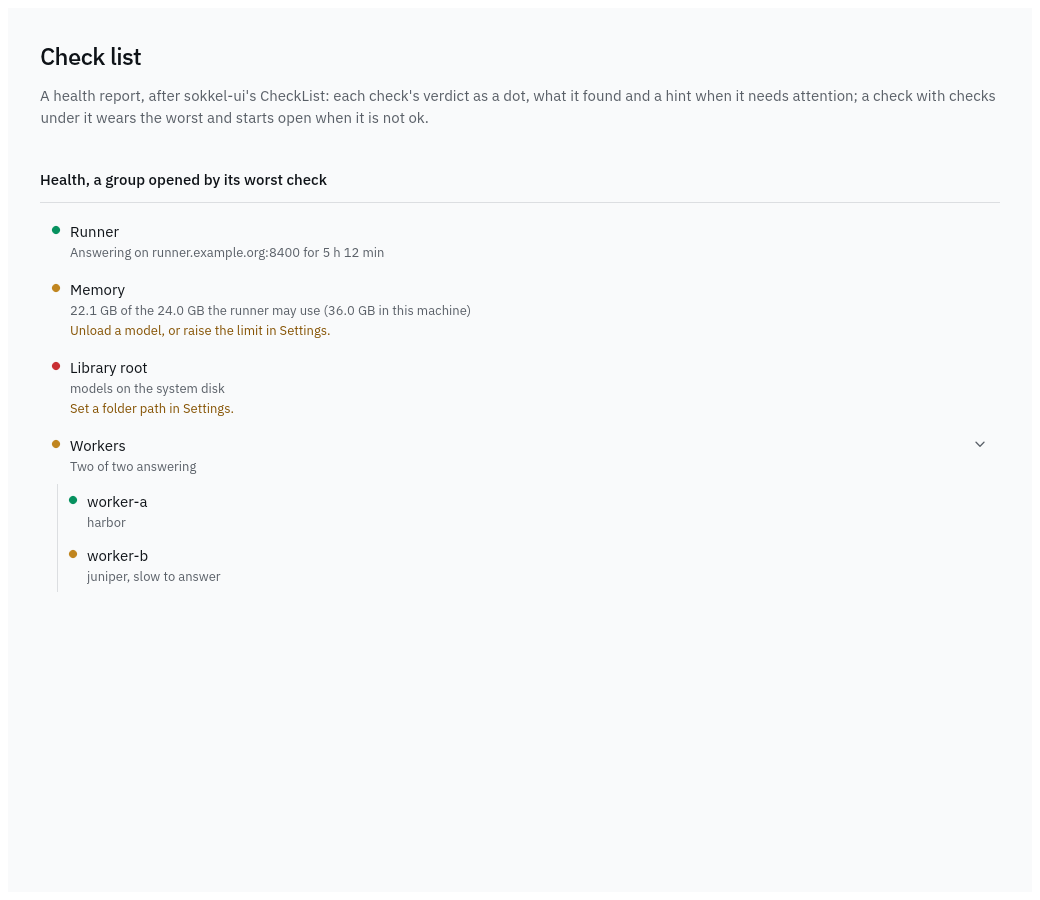 Check list
A health report, after sokkel-ui's CheckList: each check's verdict as a dot, what it found and a hint when it needs attention; a check with checks
under it wears the worst and starts open when it is not ok.
Health, a group opened by its worst check
Runner
Answering on runner.example.org:8400 for 5 h 12 min
Memory
22.1 GB of the 24.0 GB the runner may use (36.0 GB in this machine)
Unload a model, or raise the limit in Settings.
Library root
models on the system disk
Set a folder path in Settings.
Workers
Two of two answering
worker-a
harbor
worker-b
juniper, slow to answer